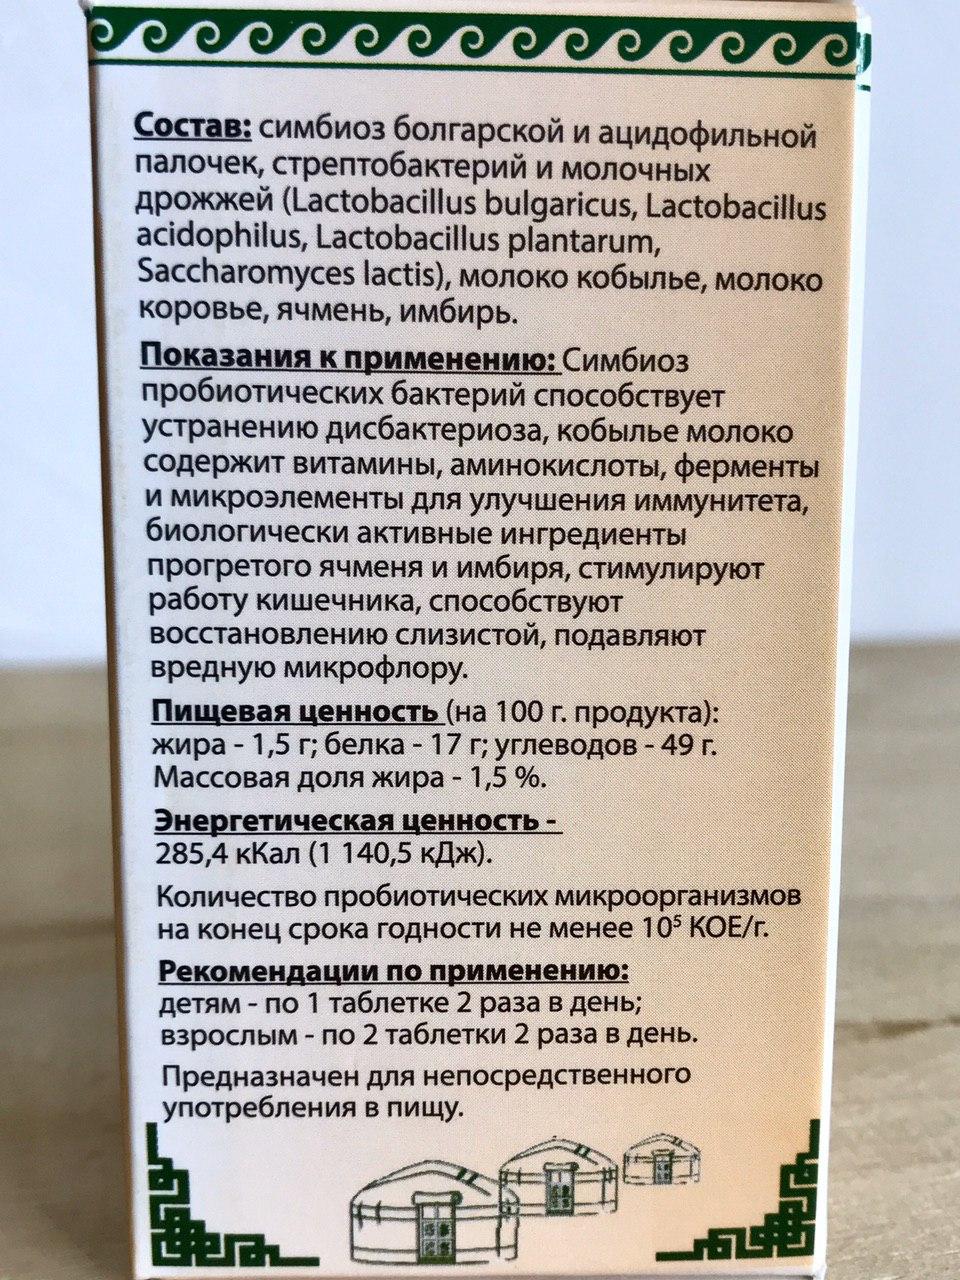 Состав: симбиоз болгарской и ацидофильной
палочек, стрептобактерий и молочных
дрожжей (Lactobacillus bulgaricus, Lactobacillus
acidophilus, Lactobacillus plantarum,
Saccharomyces lactis), молоко кобылье, молоко
коровье, ячмень, имбирь.
Показания к применению: Симбиоз
пробиотических бактерий способствует
устранению дисбактериоза, кобылье молоко
содержит витамины, аминокислоты, ферменты
и микроэлементы для улучшения иммунитета,
биологически активные ингредиенты
прогретого ячменя и имбиря, стимулируют
работу кишечника, способствуют
восстановлению слизистой, подавляют
вредную микрофлору.
Пищевая ценность (на 100 г. продукта):
жира - 1,5 г; белка - 17 г; углеводов - 49 г.
Массовая доля жира - 1,5 %.
Энергетическая ценность -
285,4 кКал (1 140,5 кДж).
Количество пробиотических микроорганизмов
на конец срока годности не менее 10⁵ КОЕ/г.
Рекомендации по применению:
детям - по 1 таблетке 2 раза в день;
взрослым - по 2 таблетки 2 раза в день.
Предназначен для непосредственного
употребления в пищу.